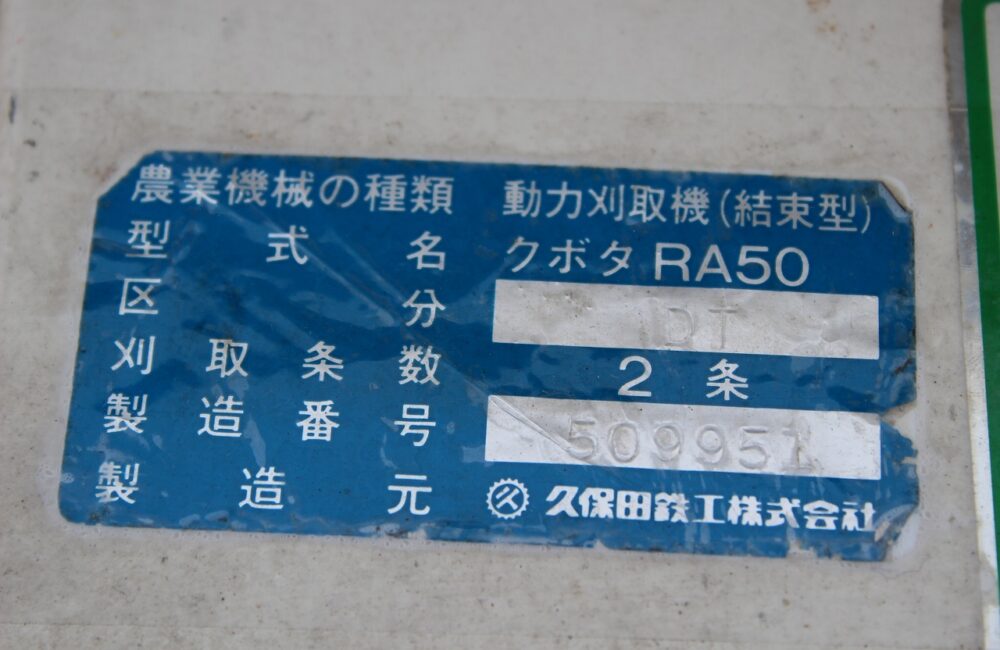 農業機械の種類 動力刈取機(結束型)
型式名 クボタ RA50
区分 DT
刈取条数 2条
製造番号 509951
製造元 久保田鉄工株式会社